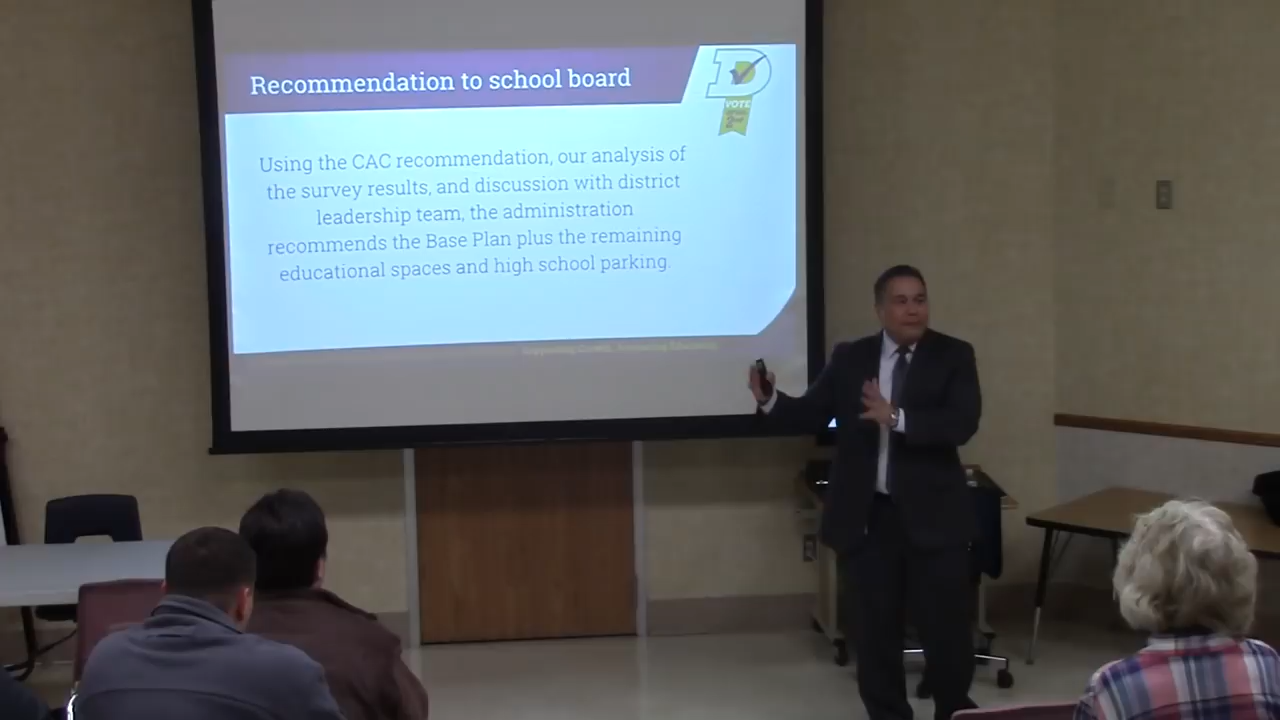 Recommendation to school board
VOTE
Using the CAC recommendation, our analysis of
the survey results, and discussion with district
leadership team, the administration
recommends the Base Plan plus the remaining
educational spaces and high school parking.